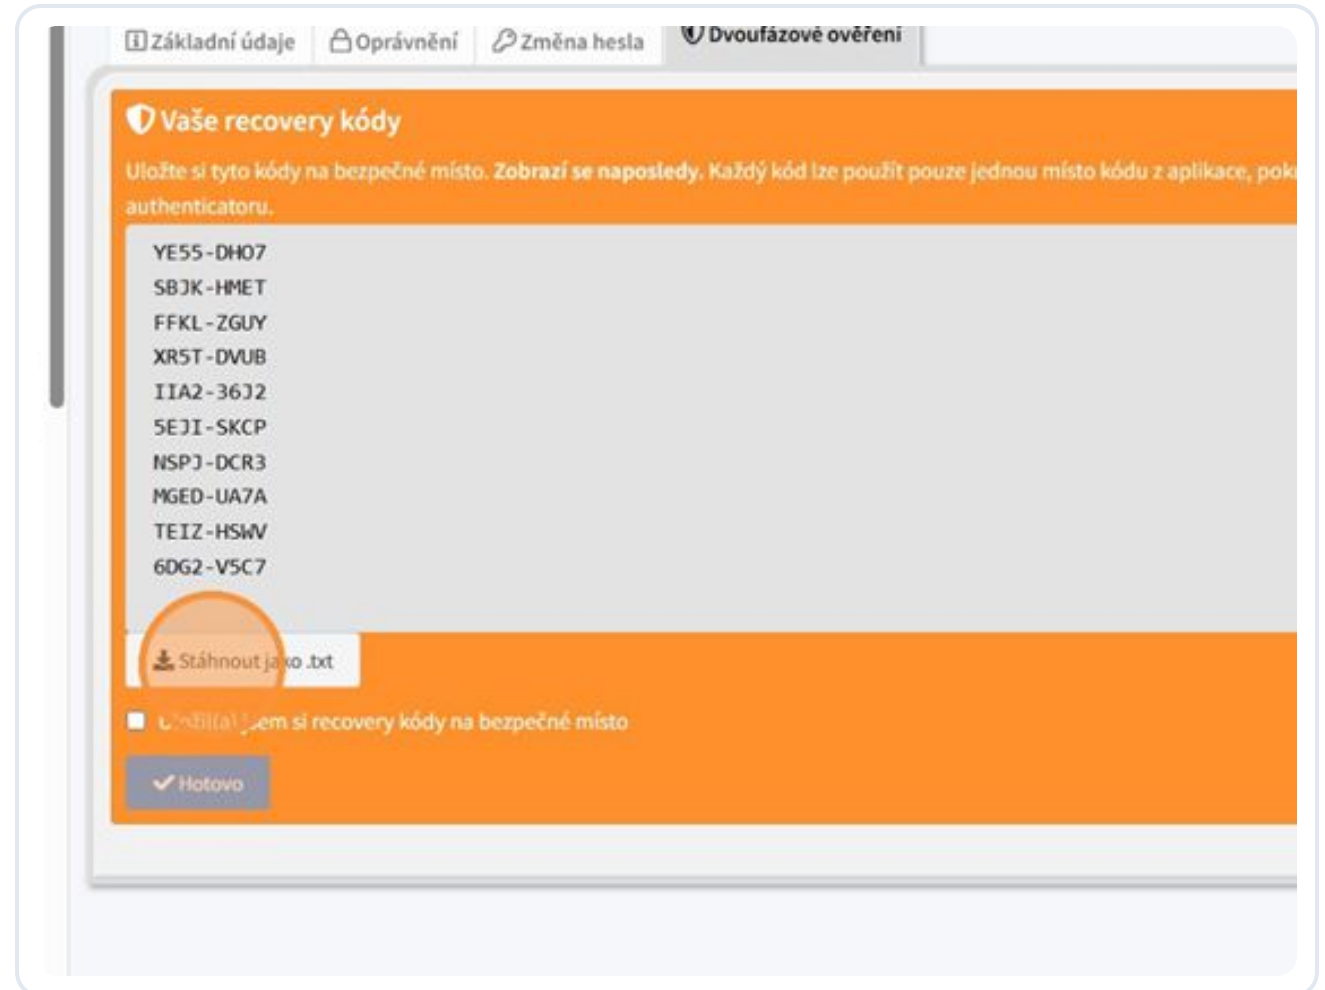 Základní údaje Oprávnění Změna hesla Dvoufázové ověření
Vaše recovery kódy
Uložte si tyto kódy na bezpečné místo. Zobrazí se naposledy. Každý kód lze použít pouze jednou místo kódu z aplikace,
authenticatoru.
YE55-DHO7
SBJK-HMET
FFKL-ZGUY
XR5T-DVUB
IIA2-36J2
5EJI-SKCP
NSPJ-DCR3
MGED-UA7A
TEIZ-HSWV
6DG2-V5C7
Stáhnout jako .txt
Uložil(a) jsem si recovery kódy na bezpečné místo
Hotovo